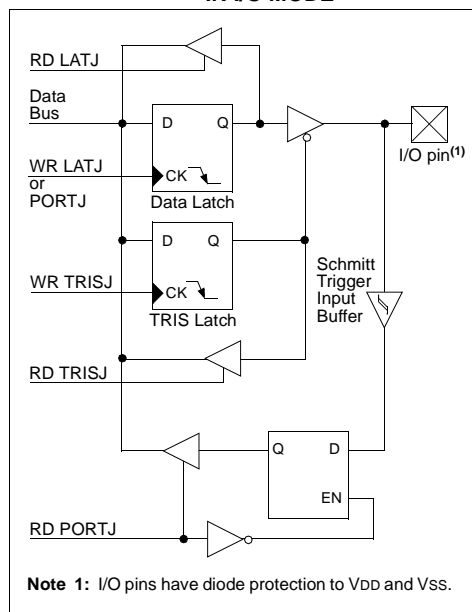 IN I/O MODE
RD LATJ
Data
Bus
D Q
WR LATJ
or
PORTJ
CK
Data Latch
I/O pin(1)
D Q
WR TRISJ
CK
TRIS Latch
Schmitt
Trigger
Input
Buffer
RD TRISJ
Q D
EN
RD PORTJ
Note 1: I/O pins have diode protection to VDD and VSS.